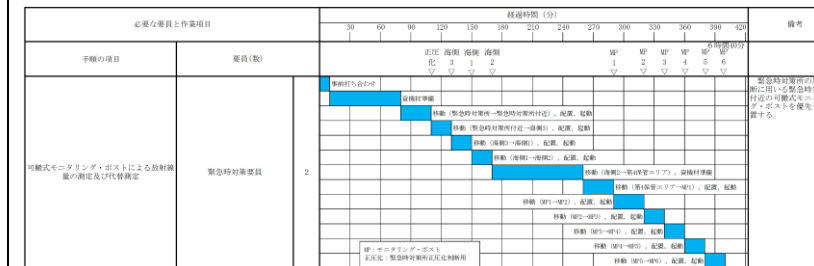 必要な要員と作業項目
経過時間（分）
備考
30 60 90 120 150 180 210 240 270 300 330 360 390 420
6時間40分
手順の項目
要員(数)
正圧化▽
海側3▽
海側1▽
海側2▽
MP1▽
MP2▽
MP3▽
MP4▽
MP5▽
MP6▽
可搬式モニタリング・ポストによる放射線量の測定及び代替測定
緊急時対策要員
2
事前打ち合わせ
資機材準備
移動（緊急時対策所→緊急時対策所付近），配置，起動
移動（緊急時対策所付近→海側3），配置，起動
移動（海側3→海側1），配置，起動
移動（海側1→海側2），配置，起動
移動（海側2→第4保管エリア），資機材準備
移動（第4保管エリア→MP1），配置，起動
移動（MP1→MP2），配置，起動
移動（MP2→MP3），配置，起動
移動（MP3→MP4），配置，起動
移動（MP4→MP5），配置，起動
移動（MP5→MP6），配置，起動
MP：モニタリング・ポスト
正圧化：緊急時対策所正圧化判断用
緊急時対策所の
断に用いる緊急時
付近の可搬式モニ
グ・ポストを優先
置する。